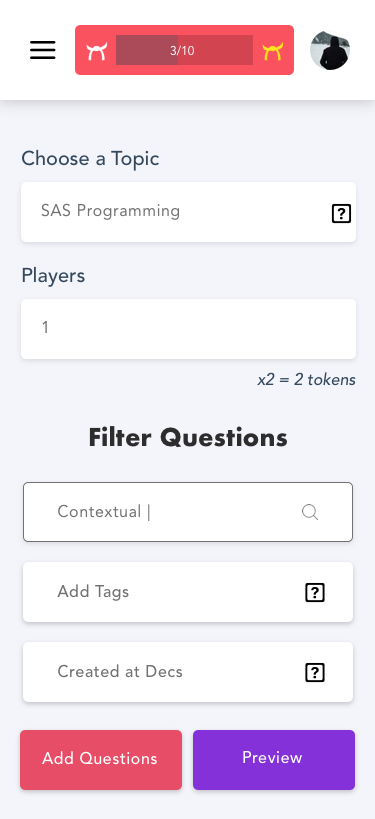 3/10
Choose a Topic
SAS Programming
?
Players
1
x2 = 2 tokens
Filter Questions
Contextual |
Add Tags
?
Created at Decs
?
Add Questions
Preview